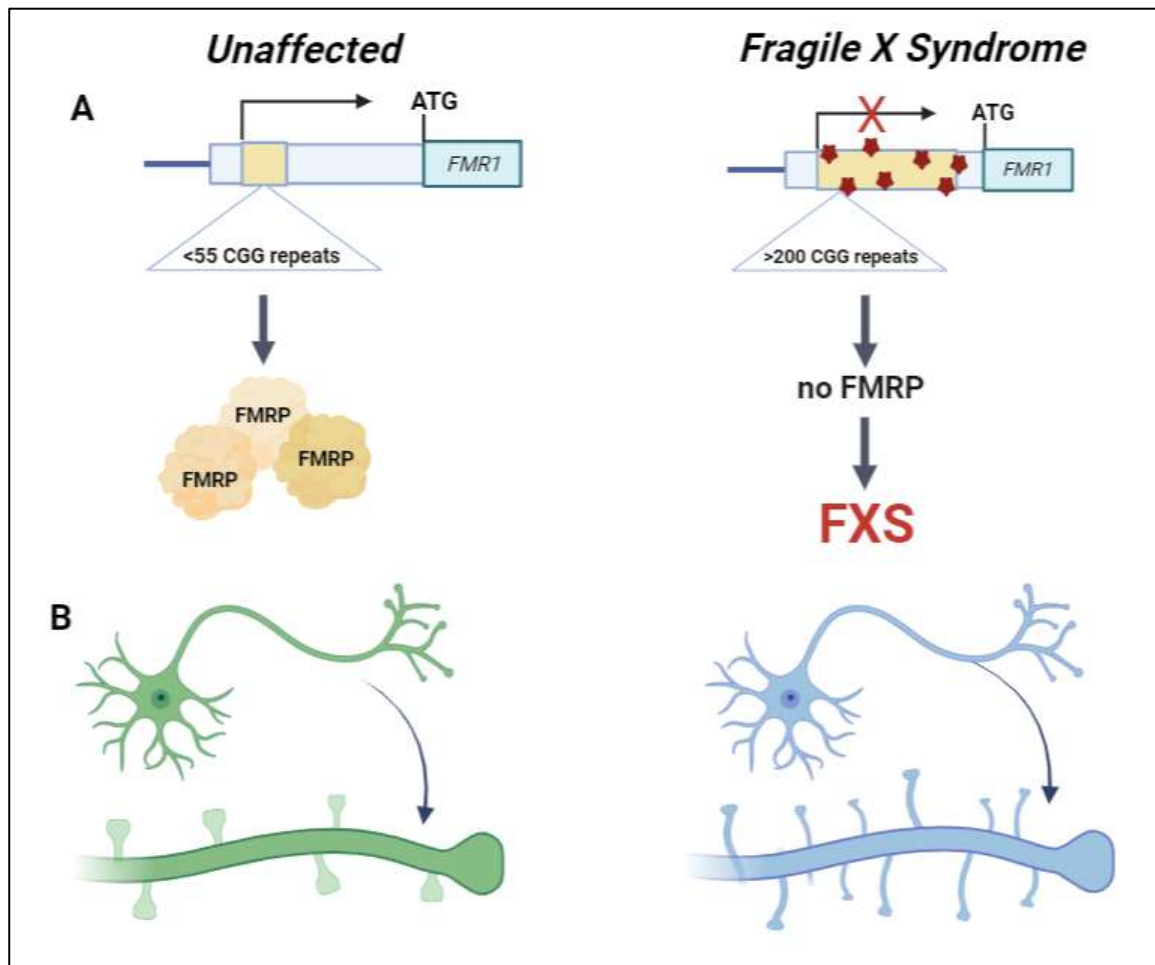 Unaffected
Fragile X Syndrome
A
ATG
FMR1
<55 CGG repeats
FMRP
FMRP
FMRP
X
ATG
FMR1
>200 CGG repeats
no FMRP
FXS
B